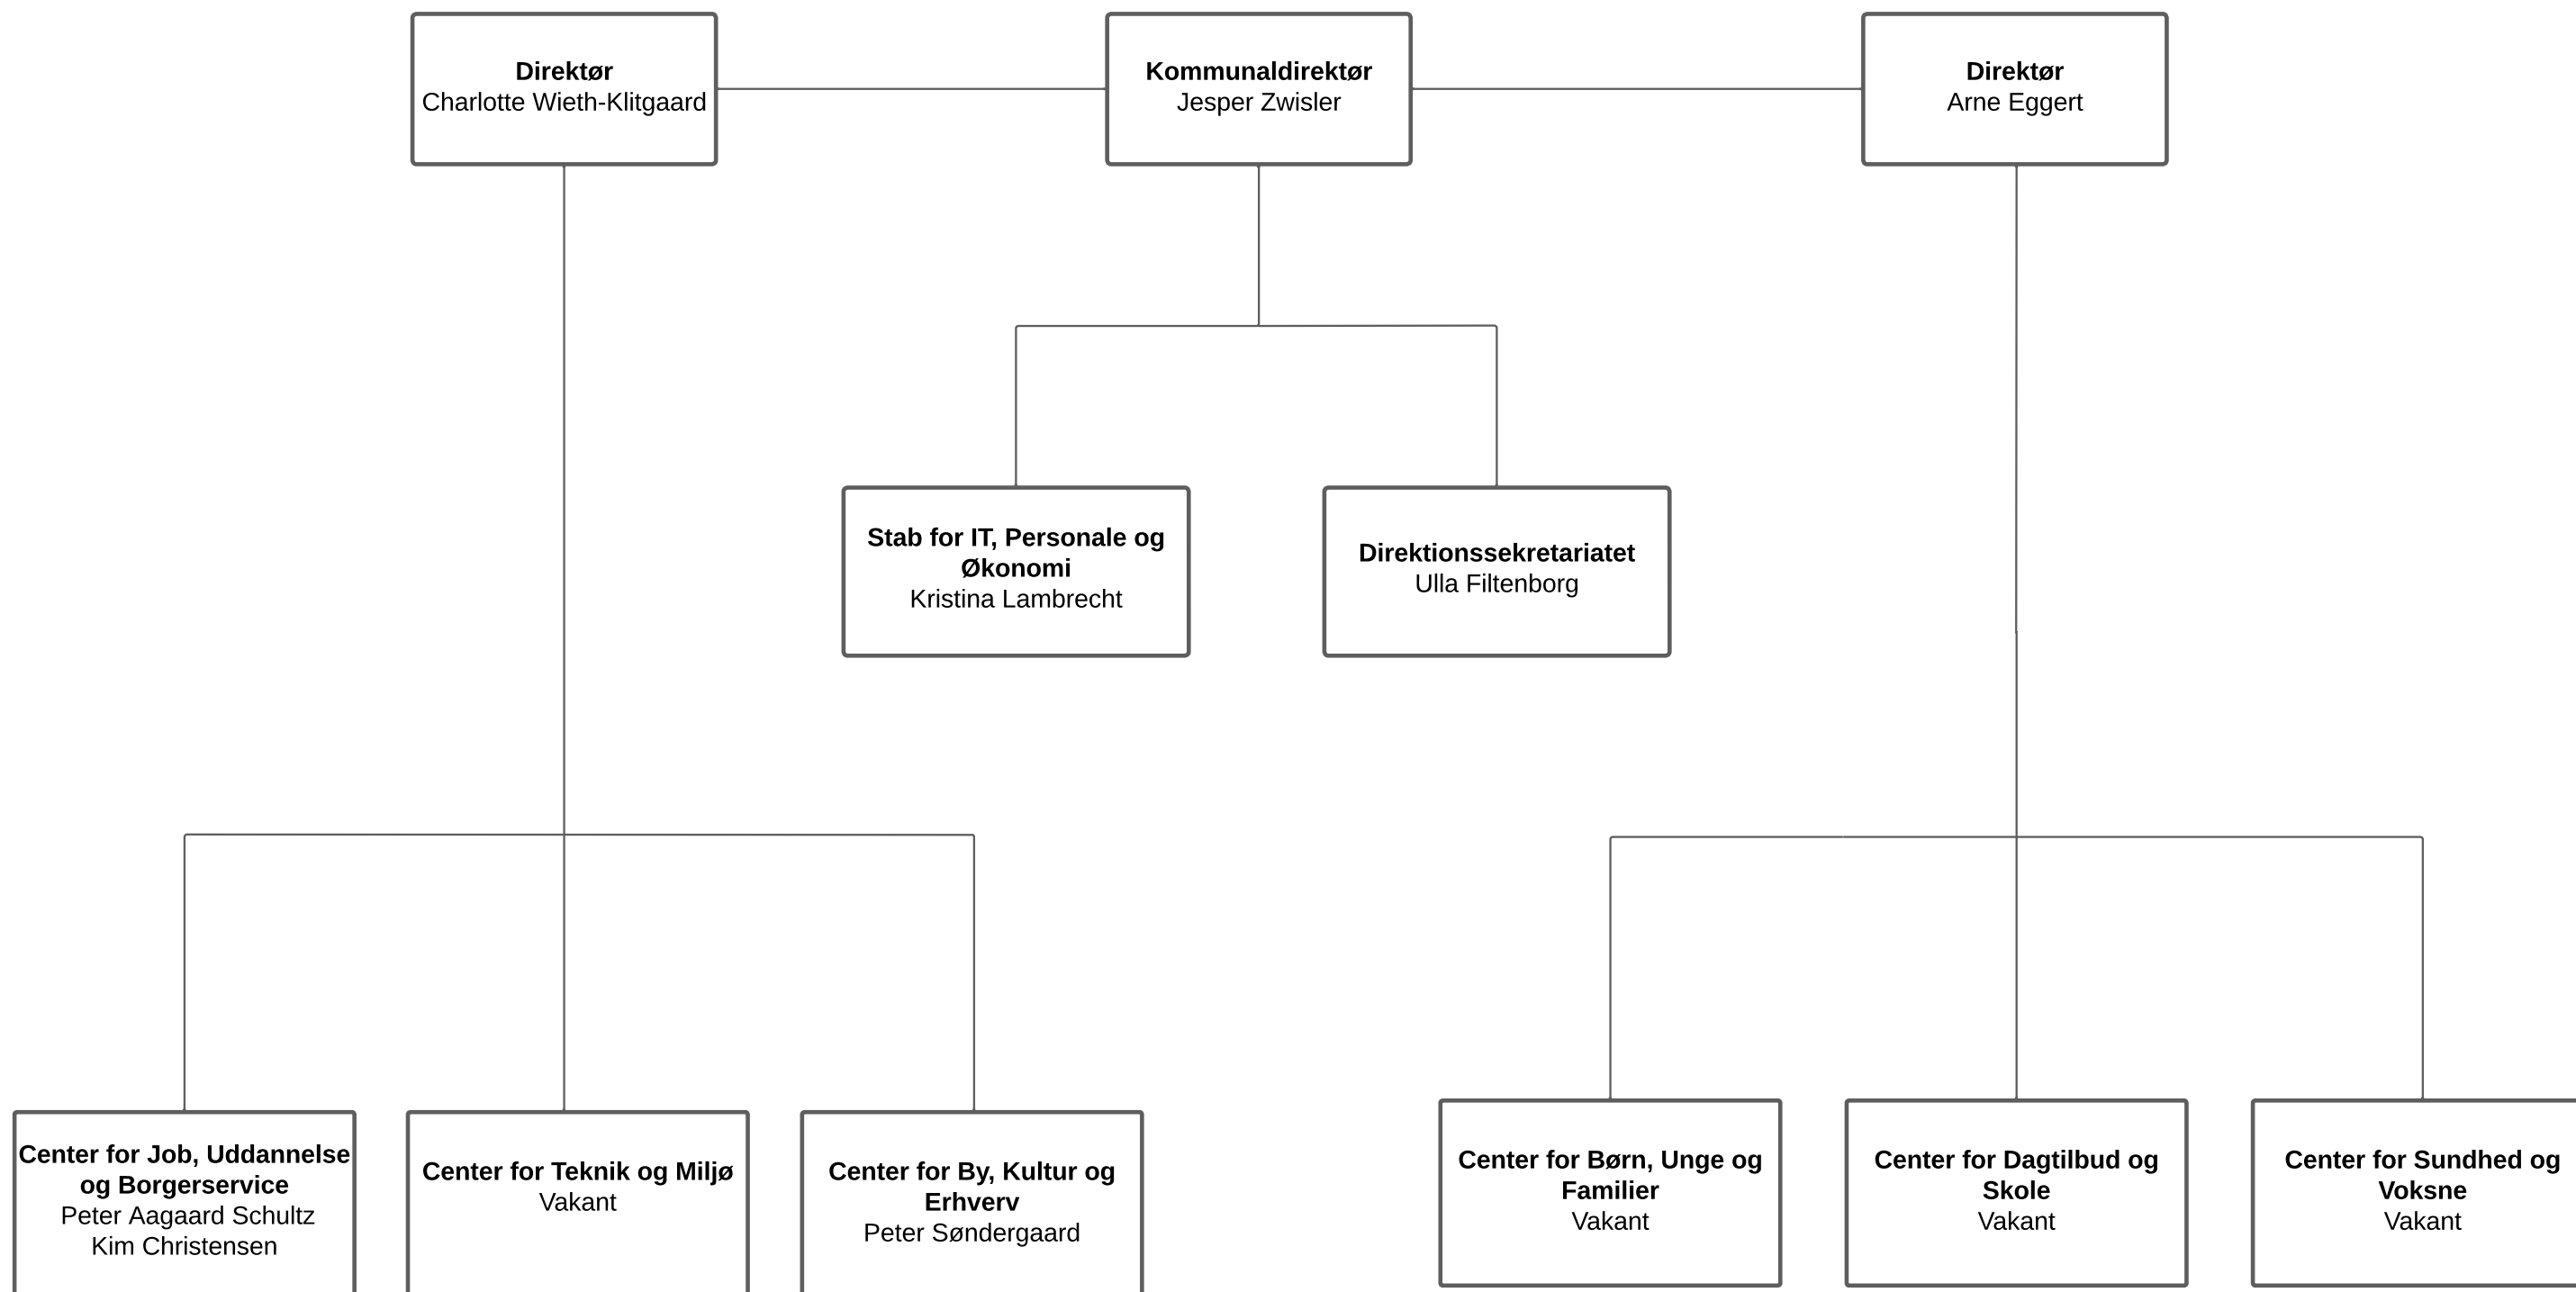 Direktør
Charlotte Wieth-Klitgaard
Kommunaldirektør
Jesper Zwisler
Direktør
Arne Eggert
Stab for IT, Personale og
Økonomi
Kristina Lambrecht
Direktionssekretariatet
Ulla Filtenborg
Center for Job, Uddannelse
og Borgerservice
Peter Aagaard Schultz
Kim Christensen
Center for Teknik og Miljø
Vakant
Center for By, Kultur og
Erhverv
Peter Søndergaard
Center for Børn, Unge og
Familier
Vakant
Center for Dagtilbud og
Skole
Vakant
Center for Sundhed og
Voksne
Vakant